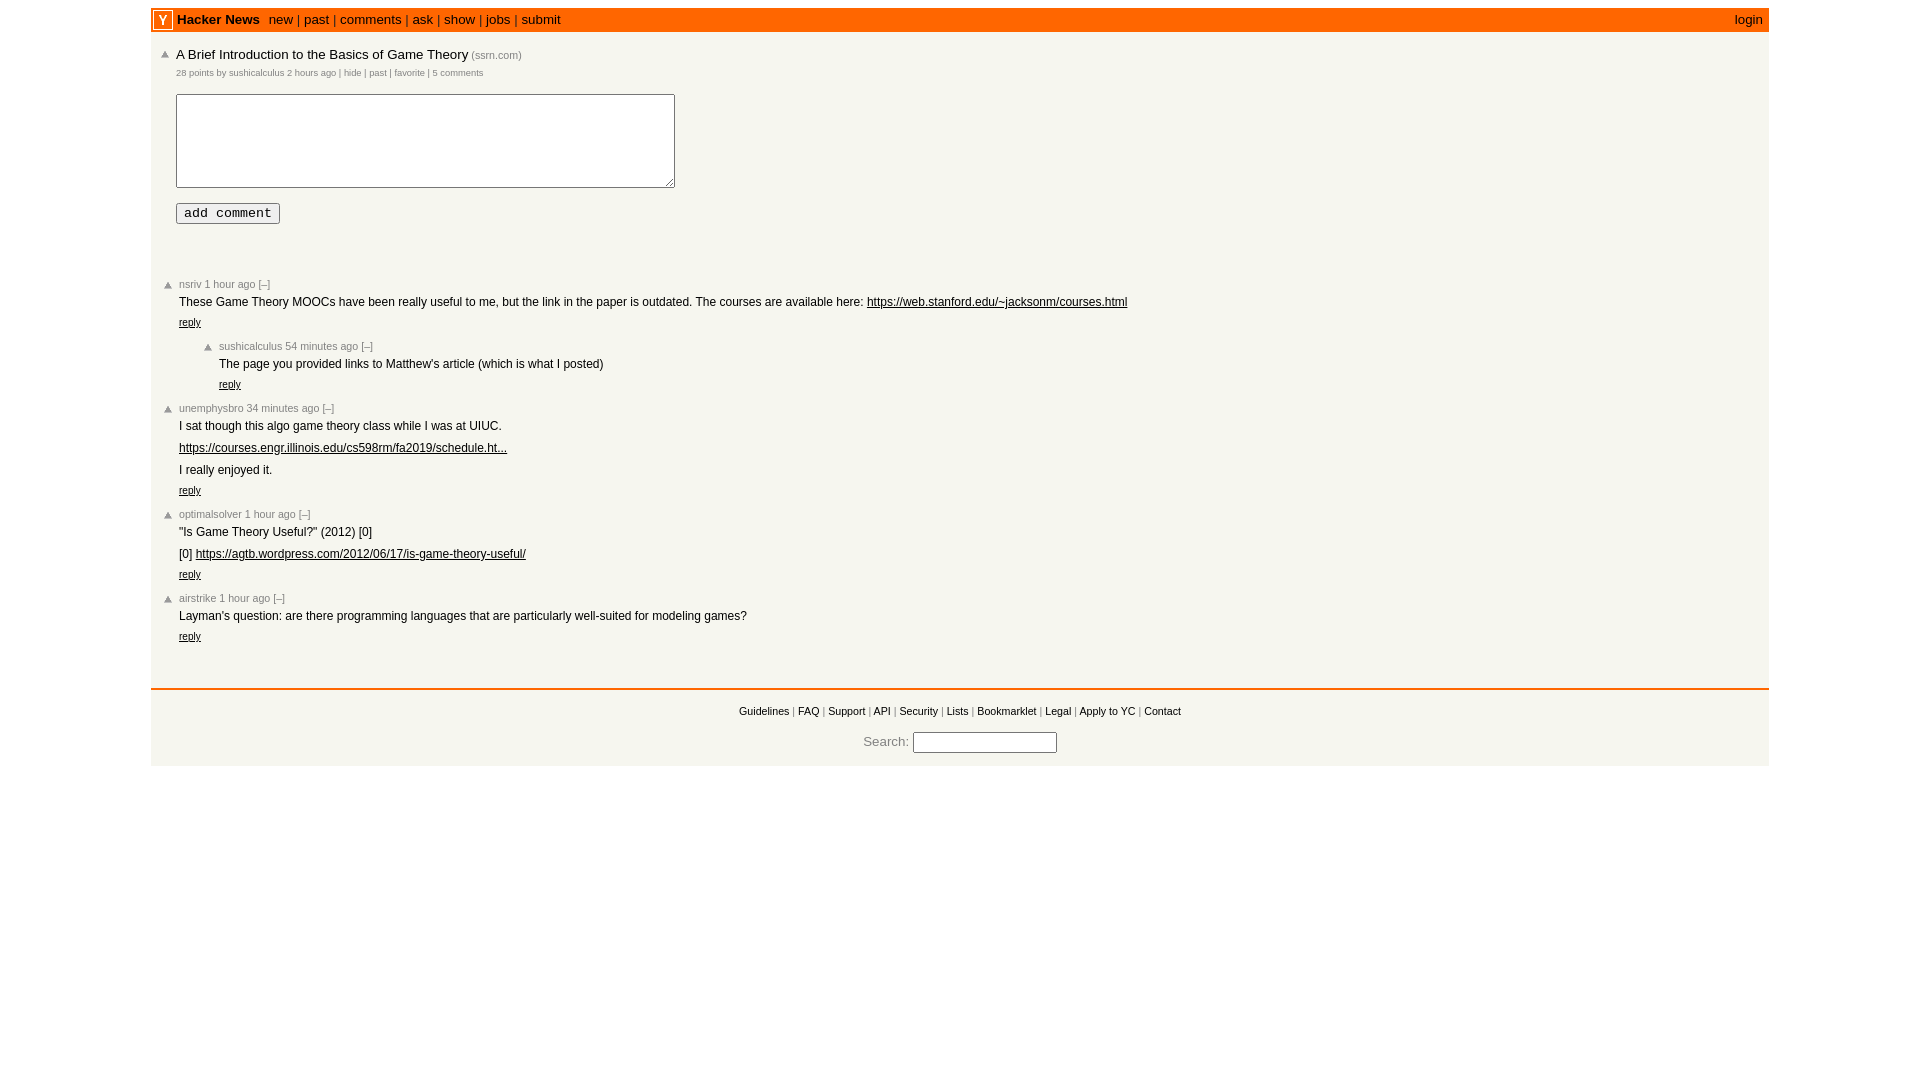 Y Hacker News new | past | comments | ask | show | jobs | submit login
A Brief Introduction to the Basics of Game Theory (ssrn.com)
28 points by sushicalculus 2 hours ago | hide | past | favorite | 5 comments
add comment
nsriv 1 hour ago [–]
These Game Theory MOOCs have been really useful to me, but the link in the paper is outdated. The courses are available here: https://web.stanford.edu/~jacksonm/courses.html
reply
sushicalculus 54 minutes ago [–]
The page you provided links to Matthew's article (which is what I posted)
reply
unemphysbro 34 minutes ago [–]
I sat though this algo game theory class while I was at UIUC.
https://courses.engr.illinois.edu/cs598rm/fa2019/schedule.ht...
I really enjoyed it.
reply
optimalsolver 1 hour ago [–]
"Is Game Theory Useful?" (2012) [0]
[0] https://agtb.wordpress.com/2012/06/17/is-game-theory-useful/
reply
airstrike 1 hour ago [–]
Layman's question: are there programming languages that are particularly well-suited for modeling games?
reply
Guidelines | FAQ | Support | API | Security | Lists | Bookmarklet | Legal | Apply to YC | Contact
Search: